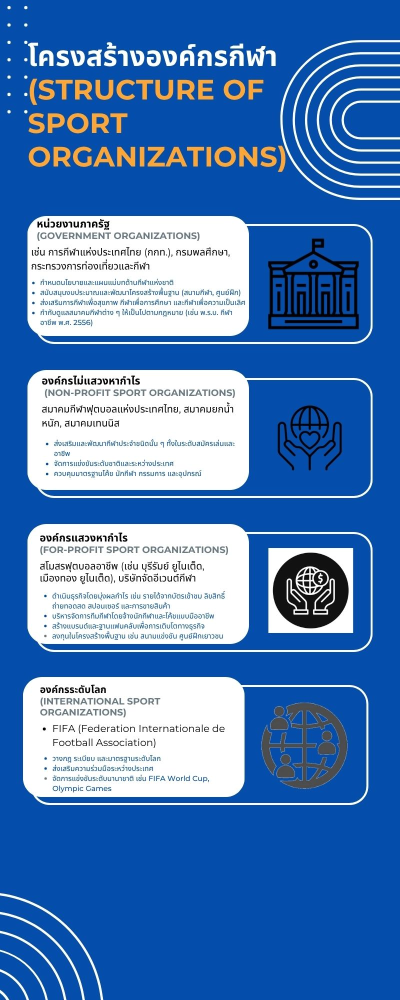 โครงสร้างองค์กรกีฬา
(STRUCTURE OF
SPORT
ORGANIZATIONS)
หน่วยงานภาครัฐ
(GOVERNMENT ORGANIZATIONS)
เช่น การกีฬาแห่งประเทศไทย (กกท.), กรมพลศึกษา,
กระทรวงการท่องเที่ยวและกีฬา
• กำหนดนโยบายและแผนแม่บทด้านกีฬาแห่งชาติ
• สนับสนุนงบประมาณและพัฒนาโครงสร้างพื้นฐาน (สนามกีฬา, ศูนย์ฝึก)
• ส่งเสริมการกีฬาเพื่อสุขภาพ กีฬาเพื่อการศึกษา และกีฬาเพื่อความเป็นเลิศ
• กำกับดูแลสมาคมกีฬาต่าง ๆ ให้เป็นไปตามกฎหมาย (เช่น พ.ร.บ. กีฬา
อาชีพ พ.ศ. 2556)
องค์กรไม่แสวงหากำไร
(NON-PROFIT SPORT ORGANIZATIONS)
สมาคมกีฬาฟุตบอลแห่งประเทศไทย, สมาคมยกน้ำ
หนัก, สมาคมเทนนิส
• ส่งเสริมและพัฒนากีฬาประจำชนิดนั้น ๆ ทั้งในระดับสมัครเล่นและ
อาชีพ
• จัดการแข่งขันระดับชาติและระหว่างประเทศ
• ควบคุมมาตรฐานโค้ช นักกีฬา กรรมการ และอุปกรณ์
องค์กรแสวงหากำไร
(FOR-PROFIT SPORT ORGANIZATIONS)
สโมสรฟุตบอลอาชีพ (เช่น บุรีรัมย์ ยูไนเต็ด,
เมืองทอง ยูไนเต็ด), บริษัทจัดอีเวนต์กีฬา
• ดำเนินธุรกิจโดยมุ่งผลกำไร เช่น รายได้จากบัตรเข้าชม ลิขสิทธิ์
ถ่ายทอดสด สปอนเซอร์ และการขายสินค้า
• บริหารจัดการทีมกีฬาโดยจ้างนักกีฬาและโค้ชแบบมืออาชีพ
• สร้างแบรนด์และฐานแฟนคลับเพื่อการเติบโตทางธุรกิจ
• ลงทุนในโครงสร้างพื้นฐาน เช่น สนามแข่งขัน ศูนย์ฝึกเยาวชน
$
องค์กรระดับโลก
(INTERNATIONAL SPORT
ORGANIZATIONS)
• FIFA (Federation Internationale de
Football Association)
• วางกฎ ระเบียบ และมาตรฐานระดับโลก
• ส่งเสริมความร่วมมือระหว่างประเทศ
• จัดการแข่งขันระดับนานาชาติ เช่น FIFA World Cup,
Olympic Games